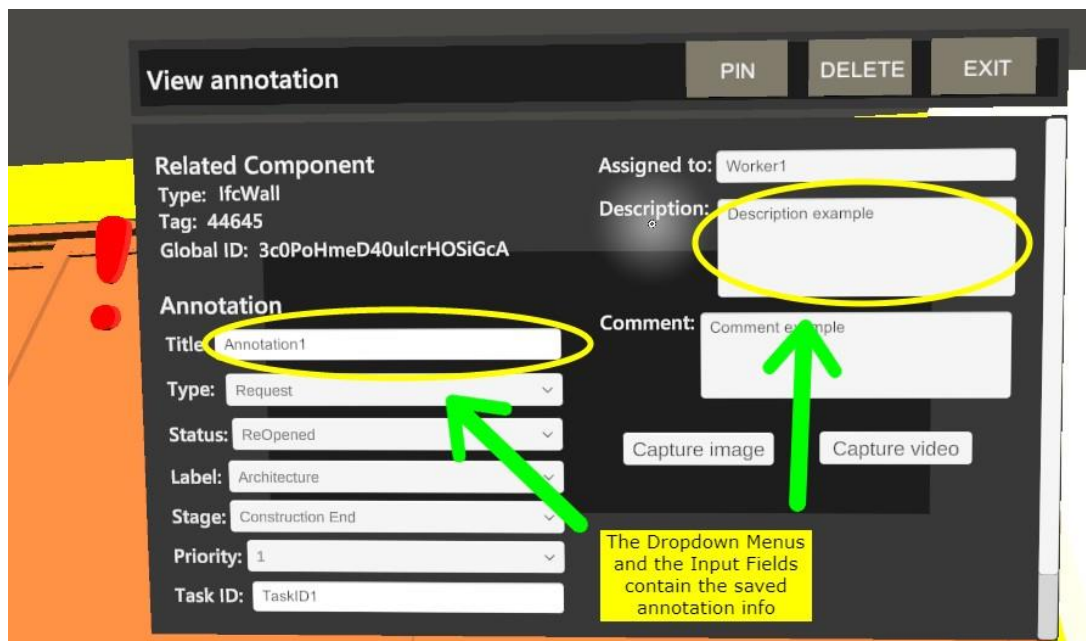 View annotation
PIN
DELETE
EXIT
Related Component
Type: IfcWall
Tag: 44645
Global ID: 3c0PoHmeD40ulcrHOSiGcA
Annotation
Title: Annotation1
Type: Request
Status: ReOpened
Label: Architecture
Stage: Construction End
Priority: 1
Task ID: TaskID1
Assigned to: Worker1
Description: Description example
Comment: Comment example
Capture image
Capture video
The Dropdown Menus
and the Input Fields
contain the saved
annotation info